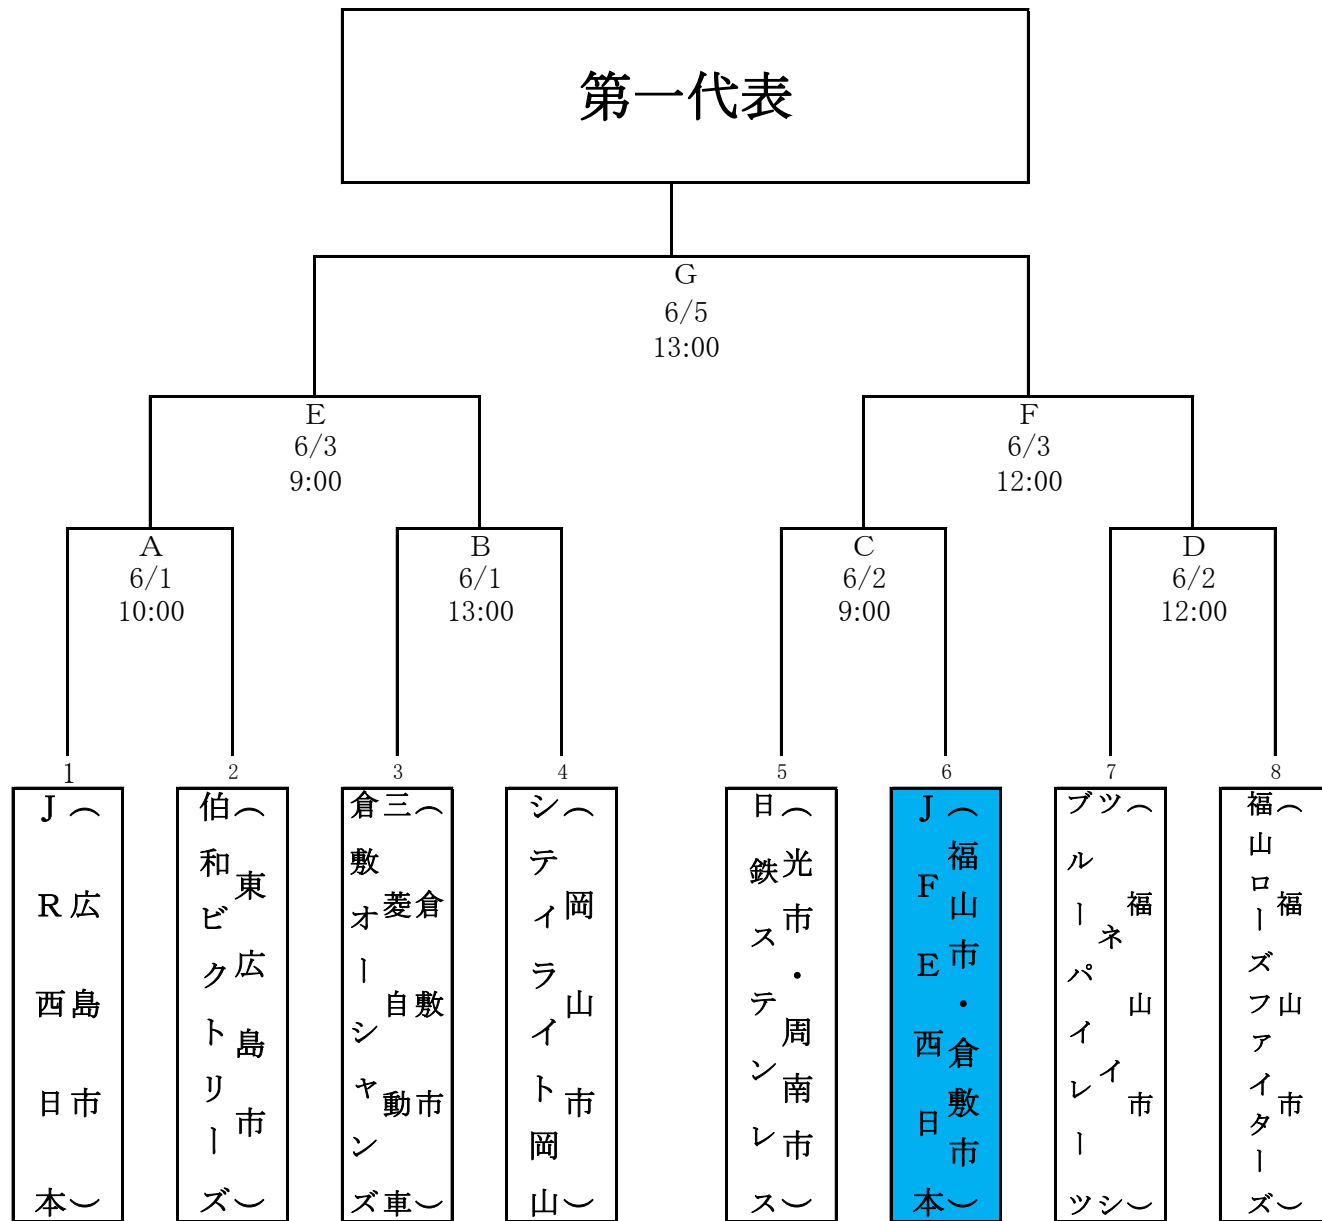 第一代表
G
6/5
13:00
E
6/3
9:00
F
6/3
12:00
A
6/1
10:00
B
6/1
13:00
C
6/2
9:00
D
6/2
12:00
1
2
3
4
5
6
7
8
（広島市）
JR西日本
（東広島市）
伯和ビクトリーズ
（倉敷市）
三菱自動車
倉敷オーシャンズ
（岡山市）
シティライト岡山
（光市・周南市）
日鉄ステンレス
（福山市・倉敷市）
JFE西日本
（福山市）
ツネイシ
ブルーパイレーツ
（福山市）
福山ローズファイターズ